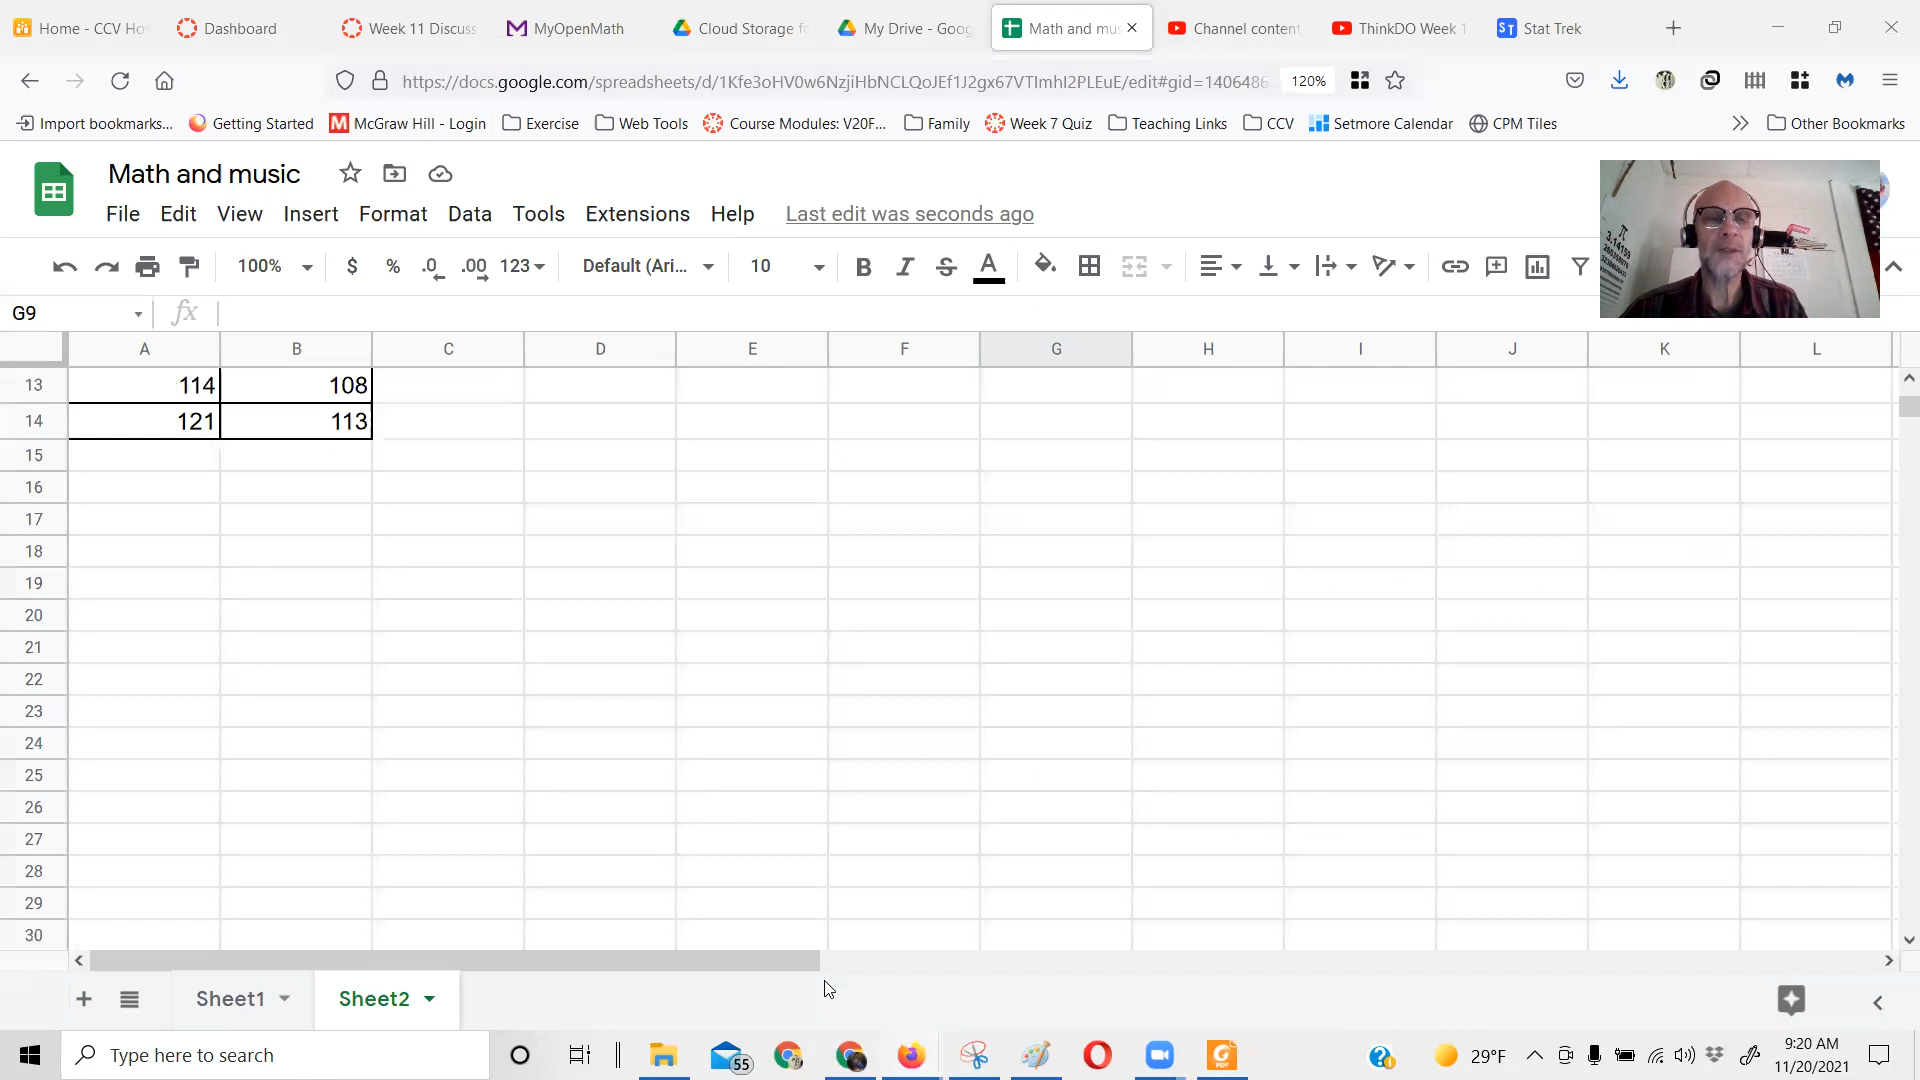 Home - CCV Ho
Dashboard
Week 11 Discuss
MyOpenMath
Cloud Storage fo
My Drive - Goog
Math and mus
Channel content
ThinkDO Week 1
ST Stat Trek
https://docs.google.com/spreadsheets/d/1Kfe3oHV0w6NzjiHbNCLQoJEf1J2gx67VTImhI2PLEuE/edit#gid=1406486
120%
Import bookmarks...
Getting Started
McGraw Hill - Login
Exercise
Web Tools
Course Modules: V20F...
Family
Week 7 Quiz
Teaching Links
CCV
Setmore Calendar
CPM Tiles
Other Bookmarks
Math and music
File Edit View Insert Format Data Tools Extensions Help Last edit was seconds ago
100% $ % .0 .00 123 Default (Ari... 10 B I S A
G9 fx
A B C D E F G H I J K L
13 114 108
14 121 113
15
16
17
18
19
20
21
22
23
24
25
26
27
28
29
30
Sheet1 Sheet2
Type here to search
55
29°F
9:20 AM
11/20/2021
π
3.14159